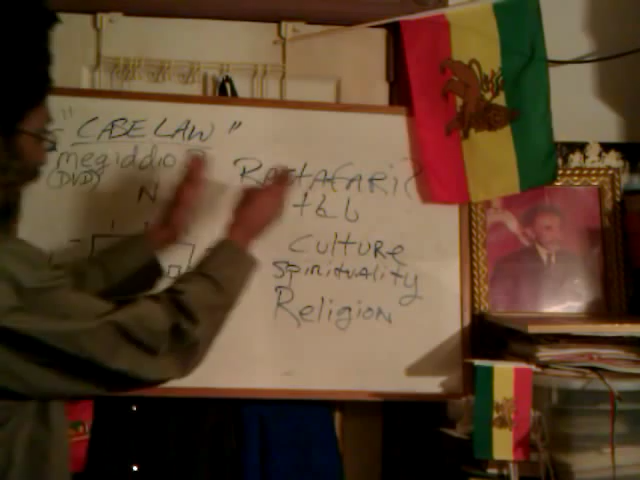 "CASE LAW"
megiddio
(DVD)
N
RastAFARi?
Culture
Spirituality
Religion